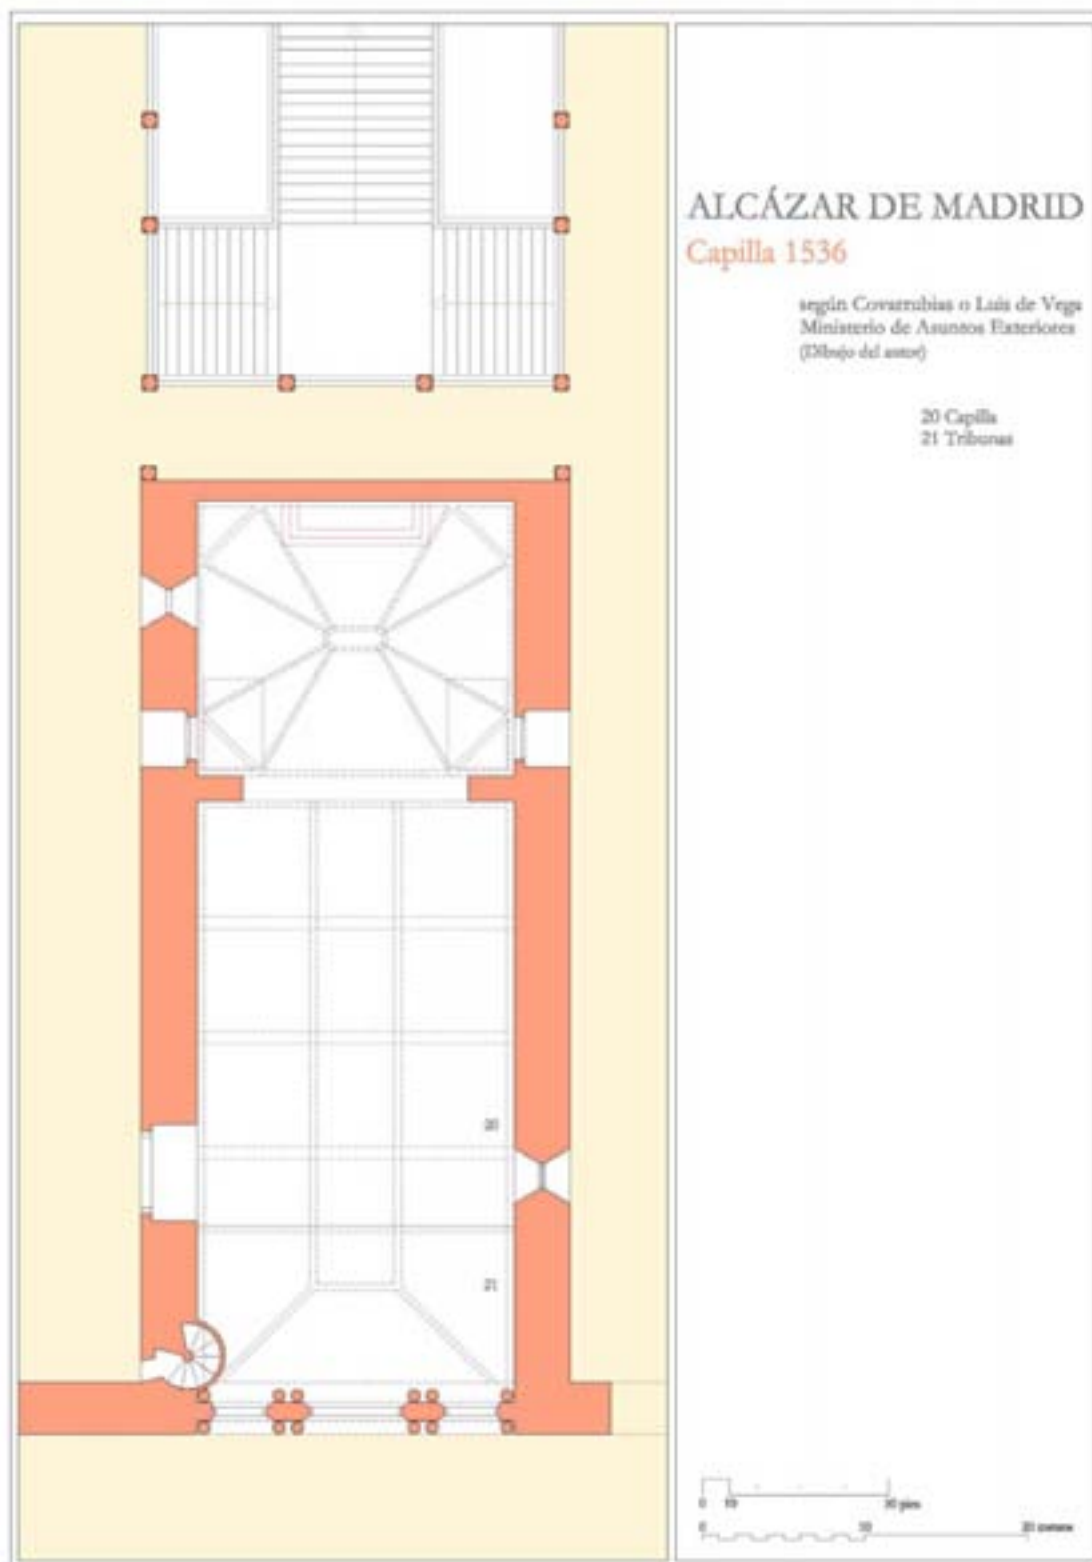 ALCÁZAR DE MADRID
Capilla 1536
según Covarrubias o Luis de Vega
Ministerio de Asuntos Exteriores
(Dibujo del autor)
20 Capilla
21 Tribunas
20
21
0 10 30 pies
0 10 20 metros